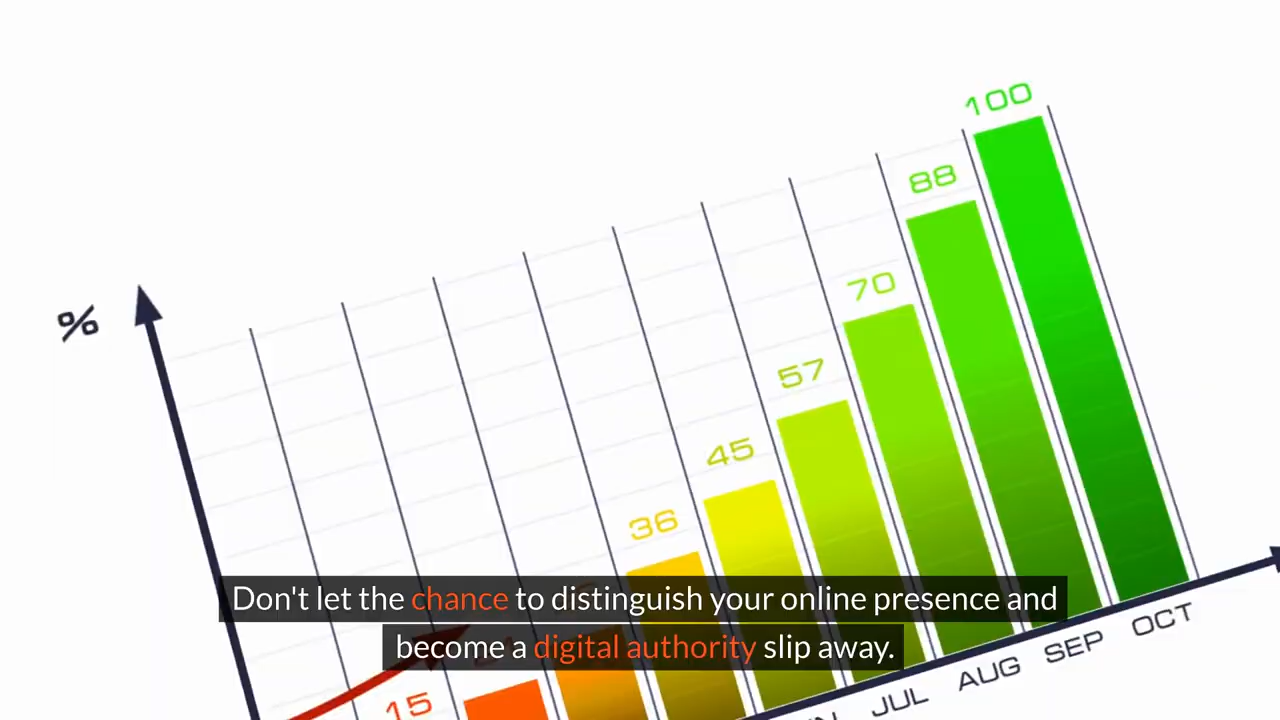 100
88
%
70
57
45
36
Don't let the chance to distinguish your online presence and
become a digital authority slip away.
15
OCT
SEP
AUG
JUL